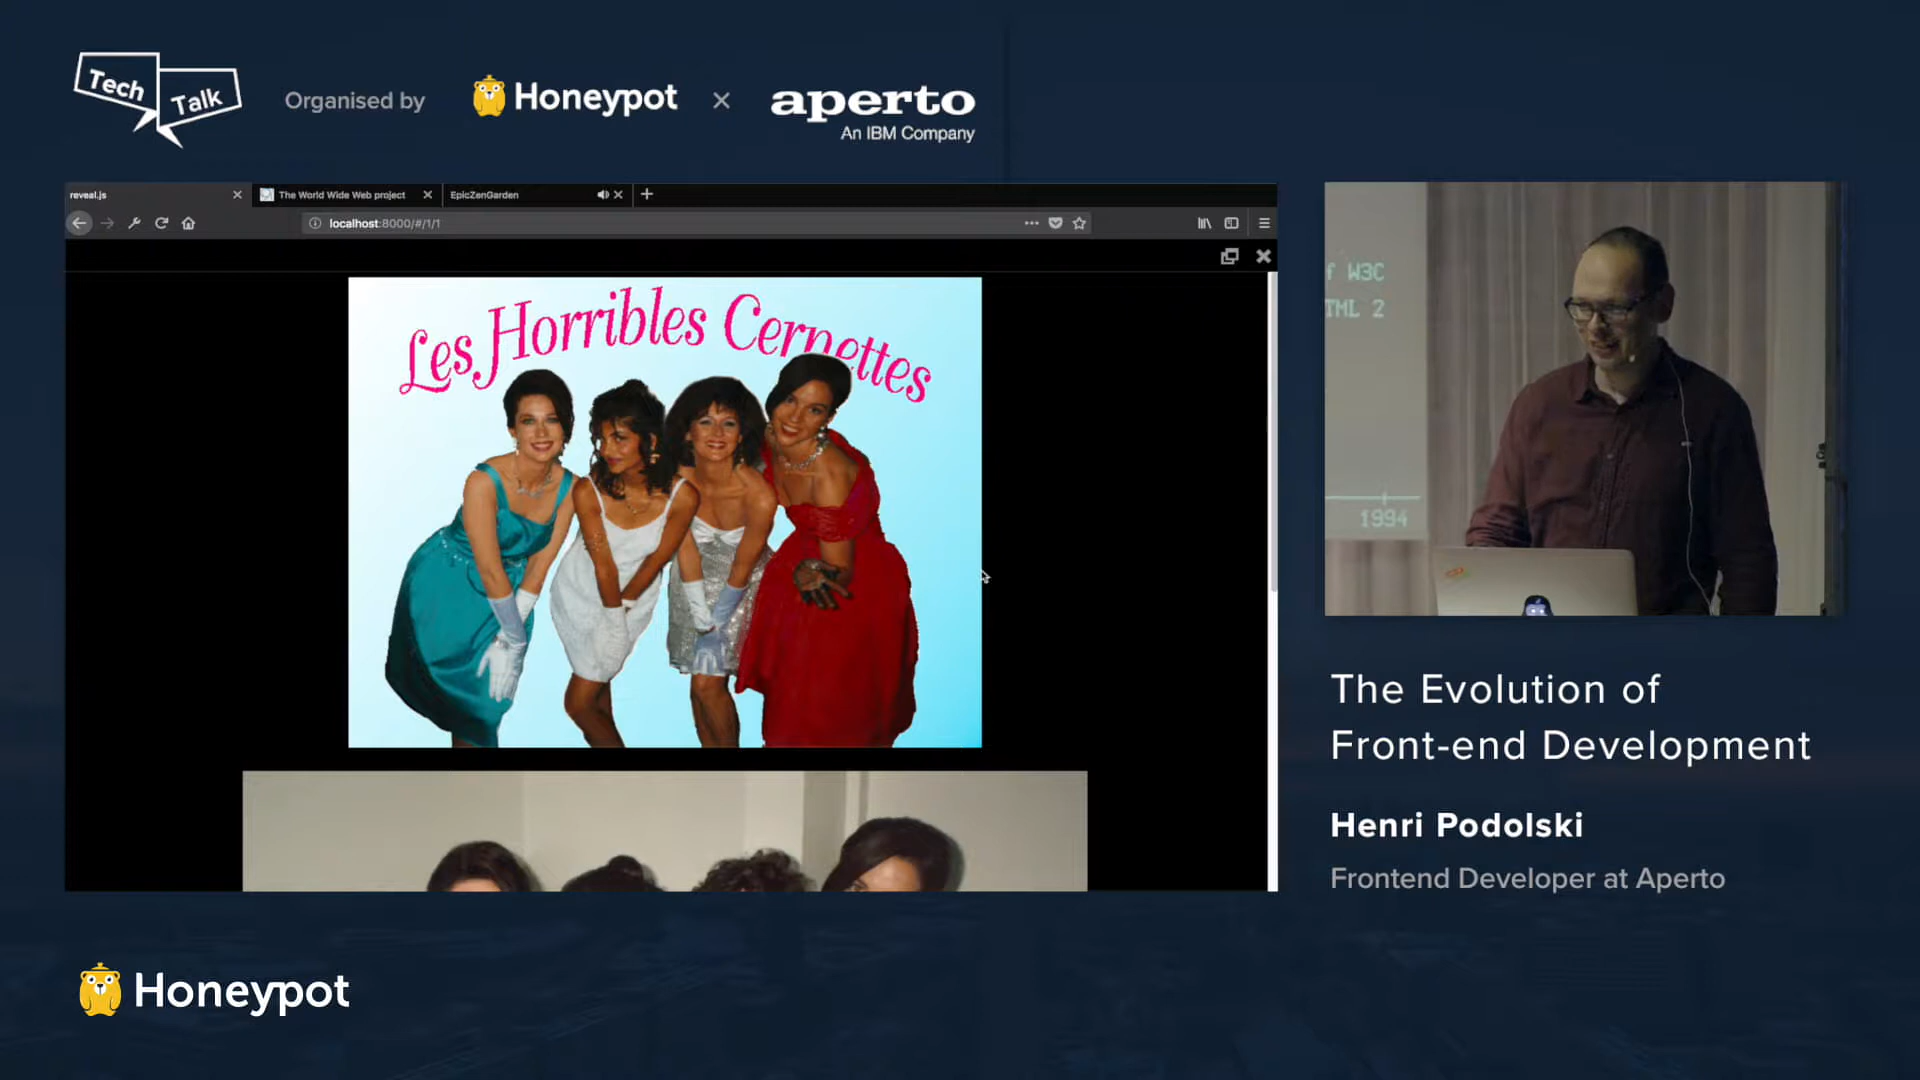 Tech
Talk
Organised by
Honeypot
×
aperto
An IBM Company
reveal.js
The World Wide Web project
EpicZenGarden
localhost:8000/#/1/1
Les Horribles Cernettes
f W3C
TML 2
1994
The Evolution of
Front-end Development
Henri Podolski
Frontend Developer at Aperto
Honeypot